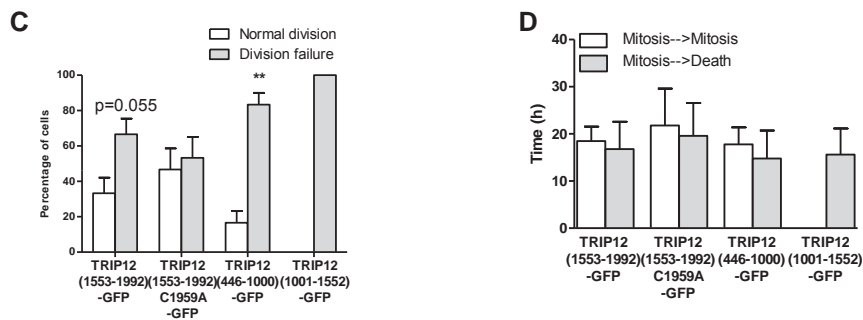 C
Normal division
Division failure
Percentage of cells
100
80
60
40
20
0
p=0.055
**
TRIP12 TRIP12 TRIP12 TRIP12
(1553-1992)(1553-1992)(446-1000)(1001-1552)
-GFP C1959A -GFP -GFP
-GFP
D
Mitosis-->Mitosis
Mitosis-->Death
Time (h)
40
30
20
10
0
TRIP12 TRIP12 TRIP12 TRIP12
(1553-1992) (1553-1992) (446-1000) (1001-1552)
-GFP C1959A -GFP -GFP
-GFP